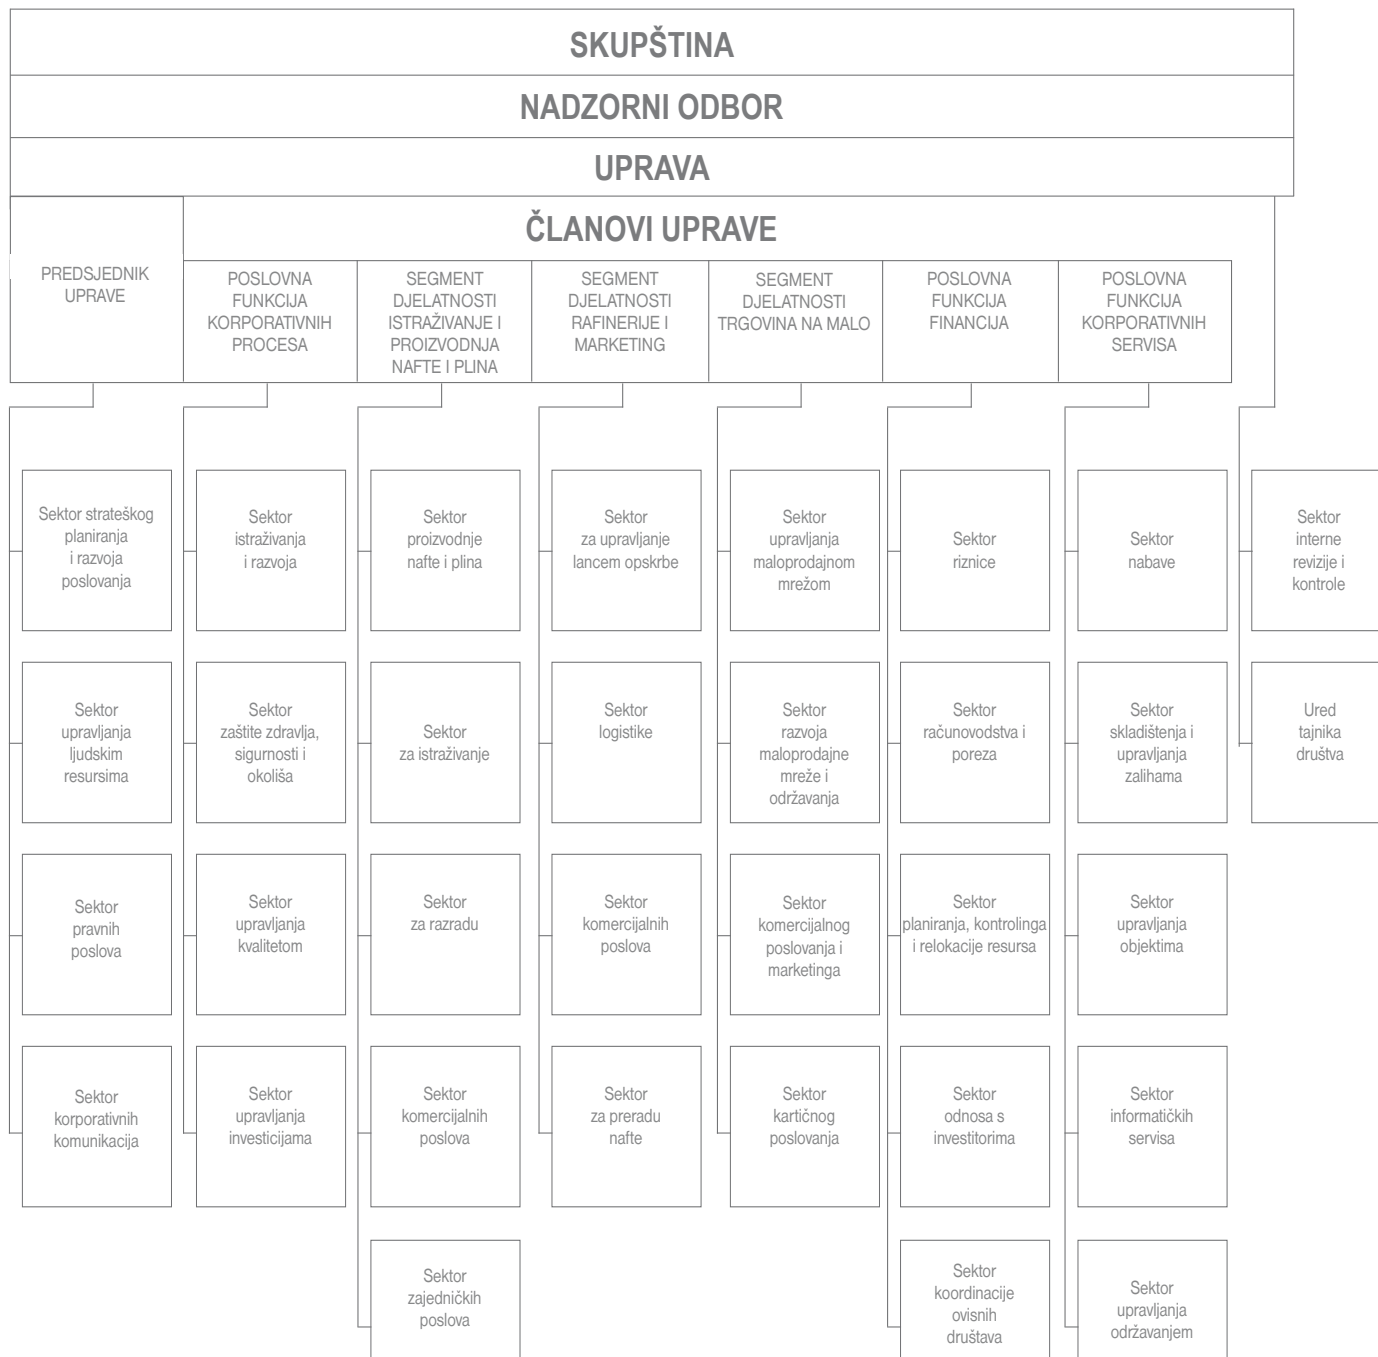 SKUPŠTINA
NADZORNI ODBOR
UPRAVA
ČLANOVI UPRAVE
PREDSJEDNIK
UPRAVE
POSLOVNA
FUNKCIJA
KORPORATIVNIH
PROCESA
SEGMENT
DJELATNOSTI
ISTRAŽIVANJE I
PROIZVODNJA
NAFTE I PLINA
SEGMENT
DJELATNOSTI
RAFINERIJE I
MARKETING
SEGMENT
DJELATNOSTI
TRGOVINA NA MALO
POSLOVNA
FUNKCIJA
FINANCIJA
POSLOVNA
FUNKCIJA
KORPORATIVNIH
SERVISA
Sektor strateškog
planiranja
i razvoja
poslovanja
Sektor
istraživanja
i razvoja
Sektor
proizvodnje
nafte i plina
Sektor
za upravljanje
lancem opskrbe
Sektor
upravljanja
maloprodajnom
mrežom
Sektor
riznice
Sektor
nabave
Sektor
interne
revizije i
kontrole
Sektor
upravljanja
ljudskim
resursima
Sektor
zaštite zdravlja,
sigurnosti i
okoliša
Sektor
za istraživanje
Sektor
logistike
Sektor
razvoja
maloprodajne
mreže i
održavanja
Sektor
računovodstva i
poreza
Sektor
skladištenja i
upravljanja
zalihama
Ured
tajnika
društva
Sektor
pravnih
poslova
Sektor
upravljanja
kvalitetom
Sektor
za razradu
Sektor
komercijalnih
poslova
Sektor
komercijalnog
poslovanja i
marketinga
Sektor
planiranja, kontrolinga
i relokacije resursa
Sektor
upravljanja
objektima
Sektor
korporativnih
komunikacija
Sektor
upravljanja
investicijama
Sektor
komercijalnih
poslova
Sektor
za preradu
nafte
Sektor
kartičnog
poslovanja
Sektor
odnosa s
investitorima
Sektor
informatičkih
servisa
Sektor
zajedničkih
poslova
Sektor
koordinacije
ovisnih
društava
Sektor
upravljanja
održavanjem